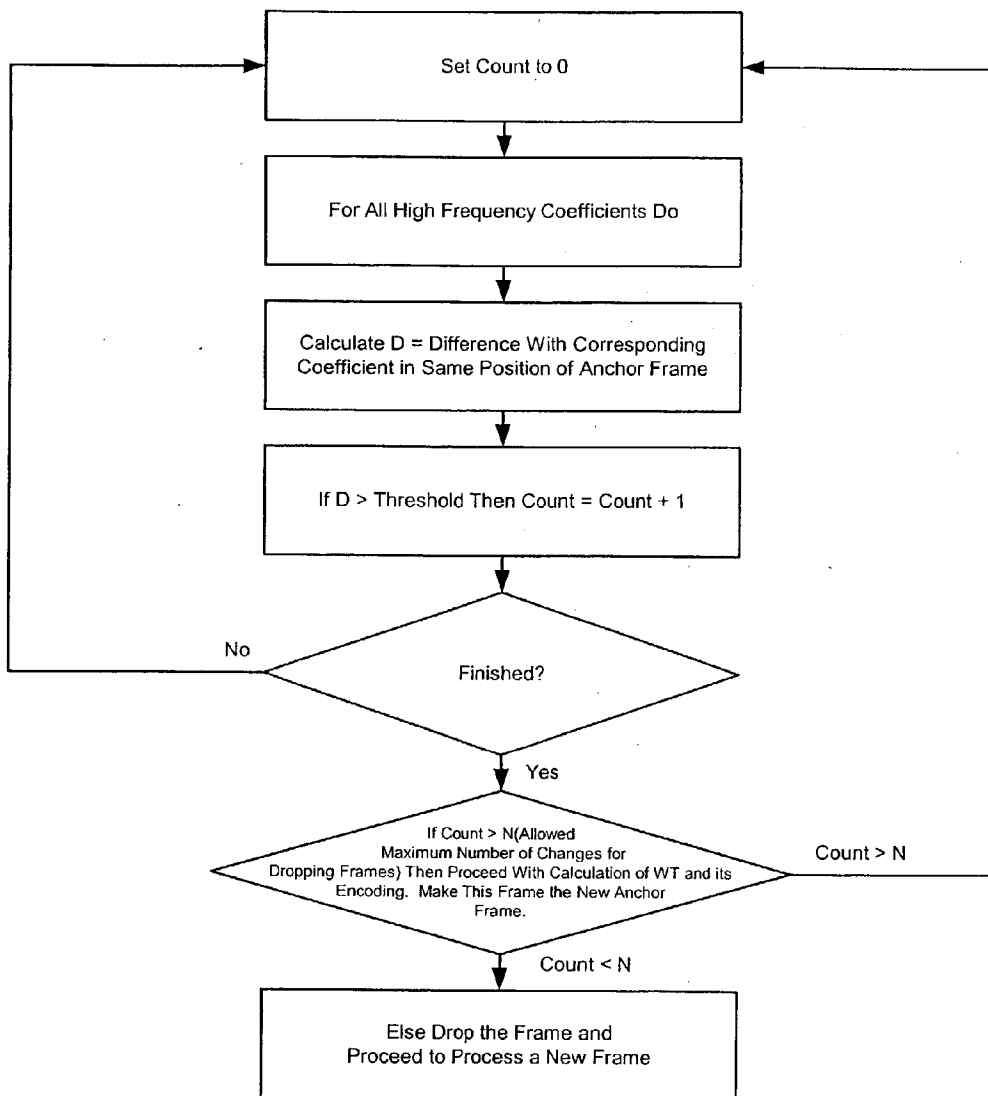 Set Count to 0
For All High Frequency Coefficients Do
Calculate D = Difference With Corresponding
Coefficient in Same Position of Anchor Frame
If D > Threshold Then Count = Count + 1
No
Finished?
Yes
If Count > N(Allowed
Maximum Number of Changes for
Dropping Frames) Then Proceed With Calculation of WT and its
Encoding. Make This Frame the New Anchor
Frame.
Count > N
Count < N
Else Drop the Frame and
Proceed to Process a New Frame